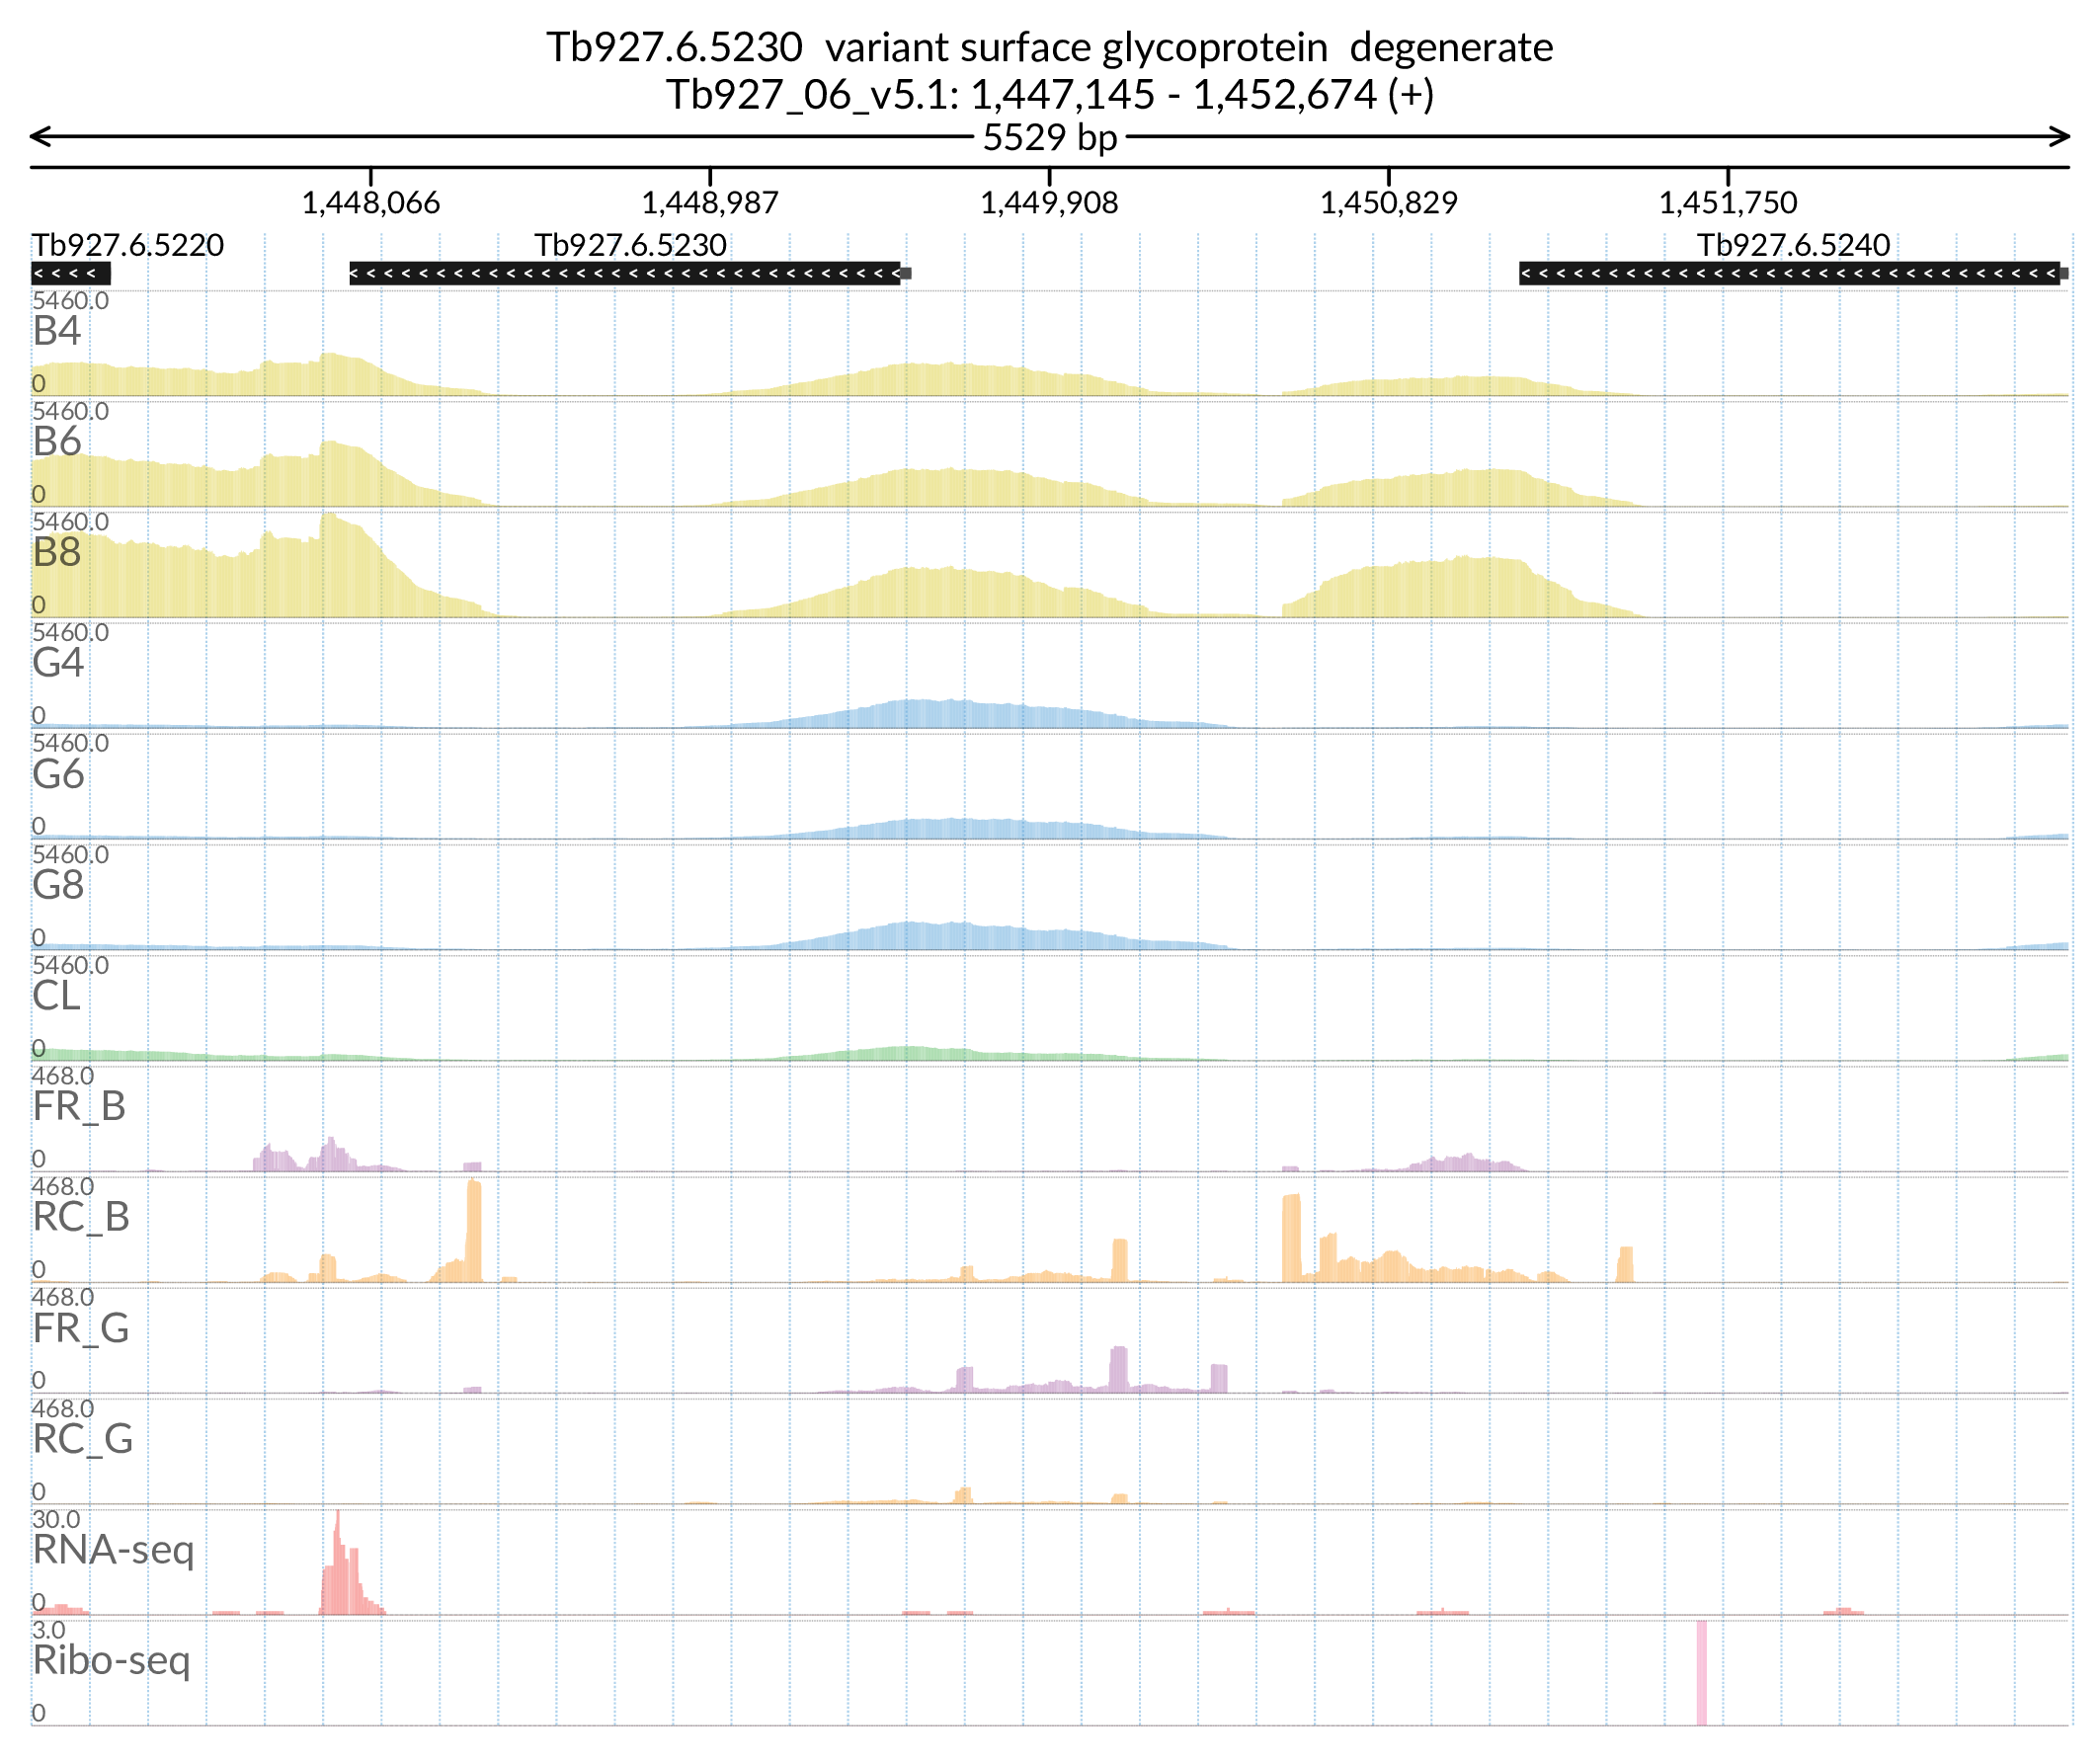 Tb927.6.5230 variant surface glycoprotein degenerate
Tb927_06_v5.1: 1,447,145 - 1,452,674 (+)
5529 bp
1,448,066 1,448,987 1,449,908 1,450,829 1,451,750
Tb927.6.5220 Tb927.6.5230 Tb927.6.5240
5460.0
B4
0
5460.0
B6
0
5460.0
B8
0
5460.0
G4
0
5460.0
G6
0
5460.0
G8
0
5460.0
CL
0
468.0
FR_B
0
468.0
RC_B
0
468.0
FR_G
0
468.0
RC_G
0
30.0
RNA-seq
0
3.0
Ribo-seq
0